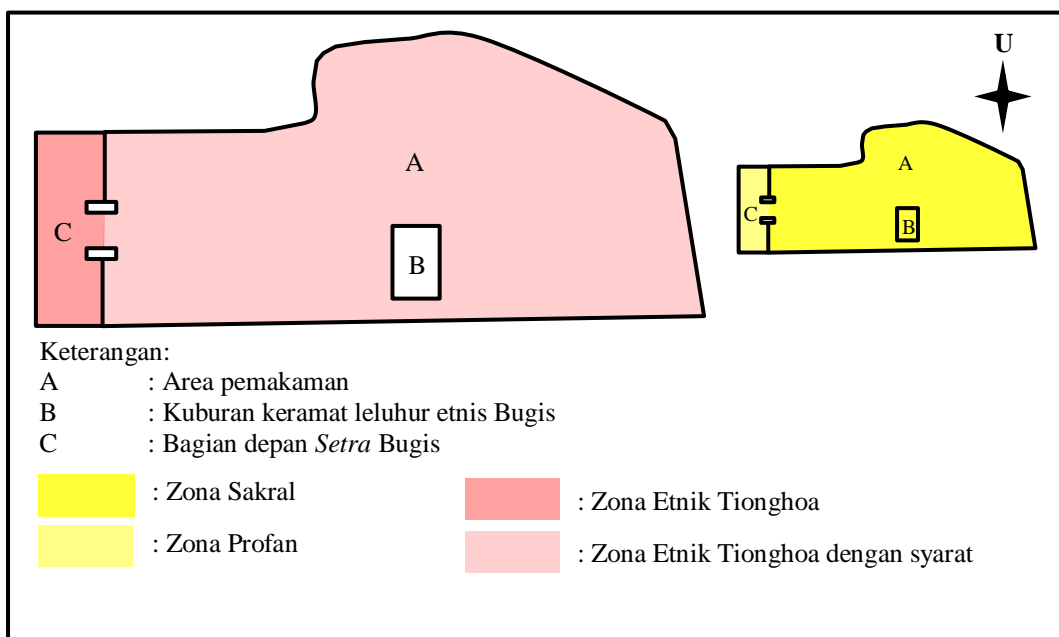 U
A
C
B
A
C
B
Keterangan:
A : Area pemakaman
B : Kuburan keramat leluhur etnis Bugis
C : Bagian depan Setra Bugis
: Zona Sakral
: Zona Etnik Tionghoa
: Zona Profan
: Zona Etnik Tionghoa dengan syarat